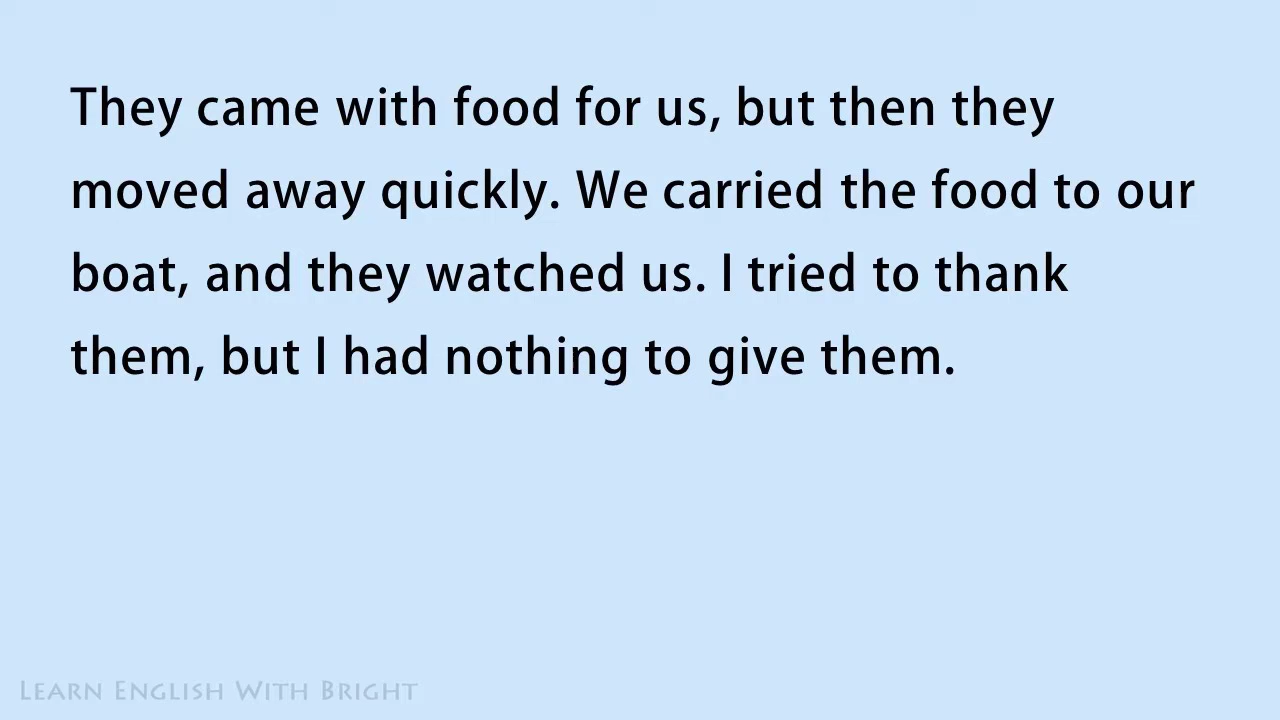 They came with food for us, but then they
moved away quickly. We carried the food to our
boat, and they watched us. I tried to thank
them, but I had nothing to give them.
Learn English With Bright